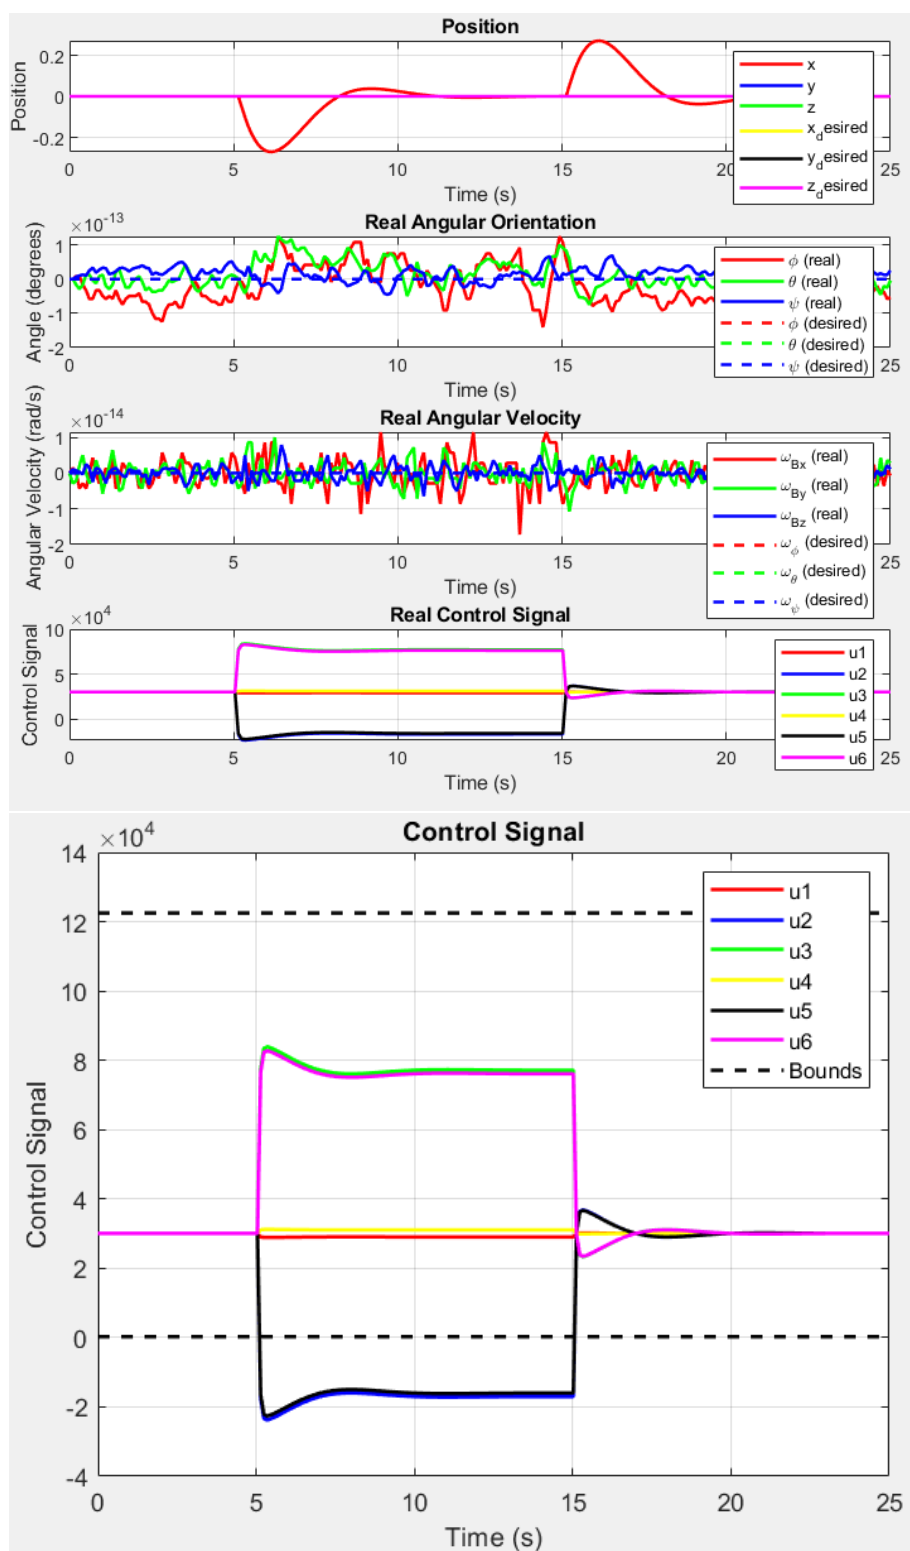 Position
Position
0.2
0
-0.2
0
5
10
15
20
25
Time (s)
x
y
z
x_desired
y_desired
z_desired
×10^-13
Real Angular Orientation
Angle (degrees)
1
0
-1
-2
0
5
10
15
20
25
Time (s)
ϕ (real)
θ (real)
ψ (real)
ϕ (desired)
θ (desired)
ψ (desired)
×10^-14
Real Angular Velocity
Angular Velocity (rad/s)
1
0
-1
-2
0
5
10
15
20
25
Time (s)
ω_Bx (real)
ω_By (real)
ω_Bz (real)
ω_ϕ (desired)
ω_θ (desired)
ω_ψ (desired)
×10^4
Real Control Signal
Control Signal
10
5
0
0
5
10
15
20
25
Time (s)
u1
u2
u3
u4
u5
u6
×10^4
Control Signal
Control Signal
14
12
10
8
6
4
2
0
-2
-4
0
5
10
15
20
25
Time (s)
u1
u2
u3
u4
u5
u6
Bounds